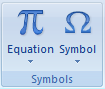 π Ω
Equation Symbol
Symbols